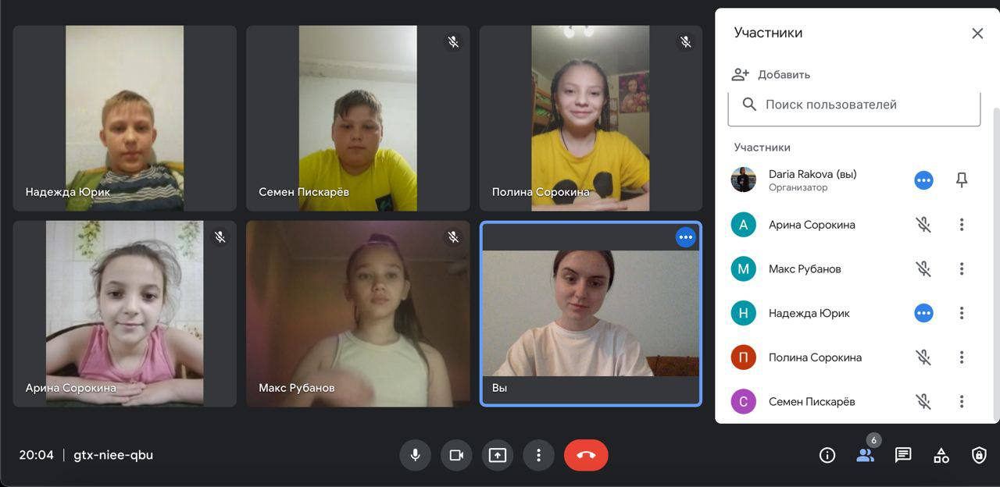 Надежда Юрик
Семен Пискарёв
Полина Сорокина
Арина Сорокина
Макс Рубанов
Вы
Участники
Добавить
Поиск пользователей
Участники
Daria Rakova (вы)
Организатор
А
Арина Сорокина
М
Макс Рубанов
Н
Надежда Юрик
П
Полина Сорокина
С
Семен Пискарёв
20:04 | gtx-niee-qbu
6